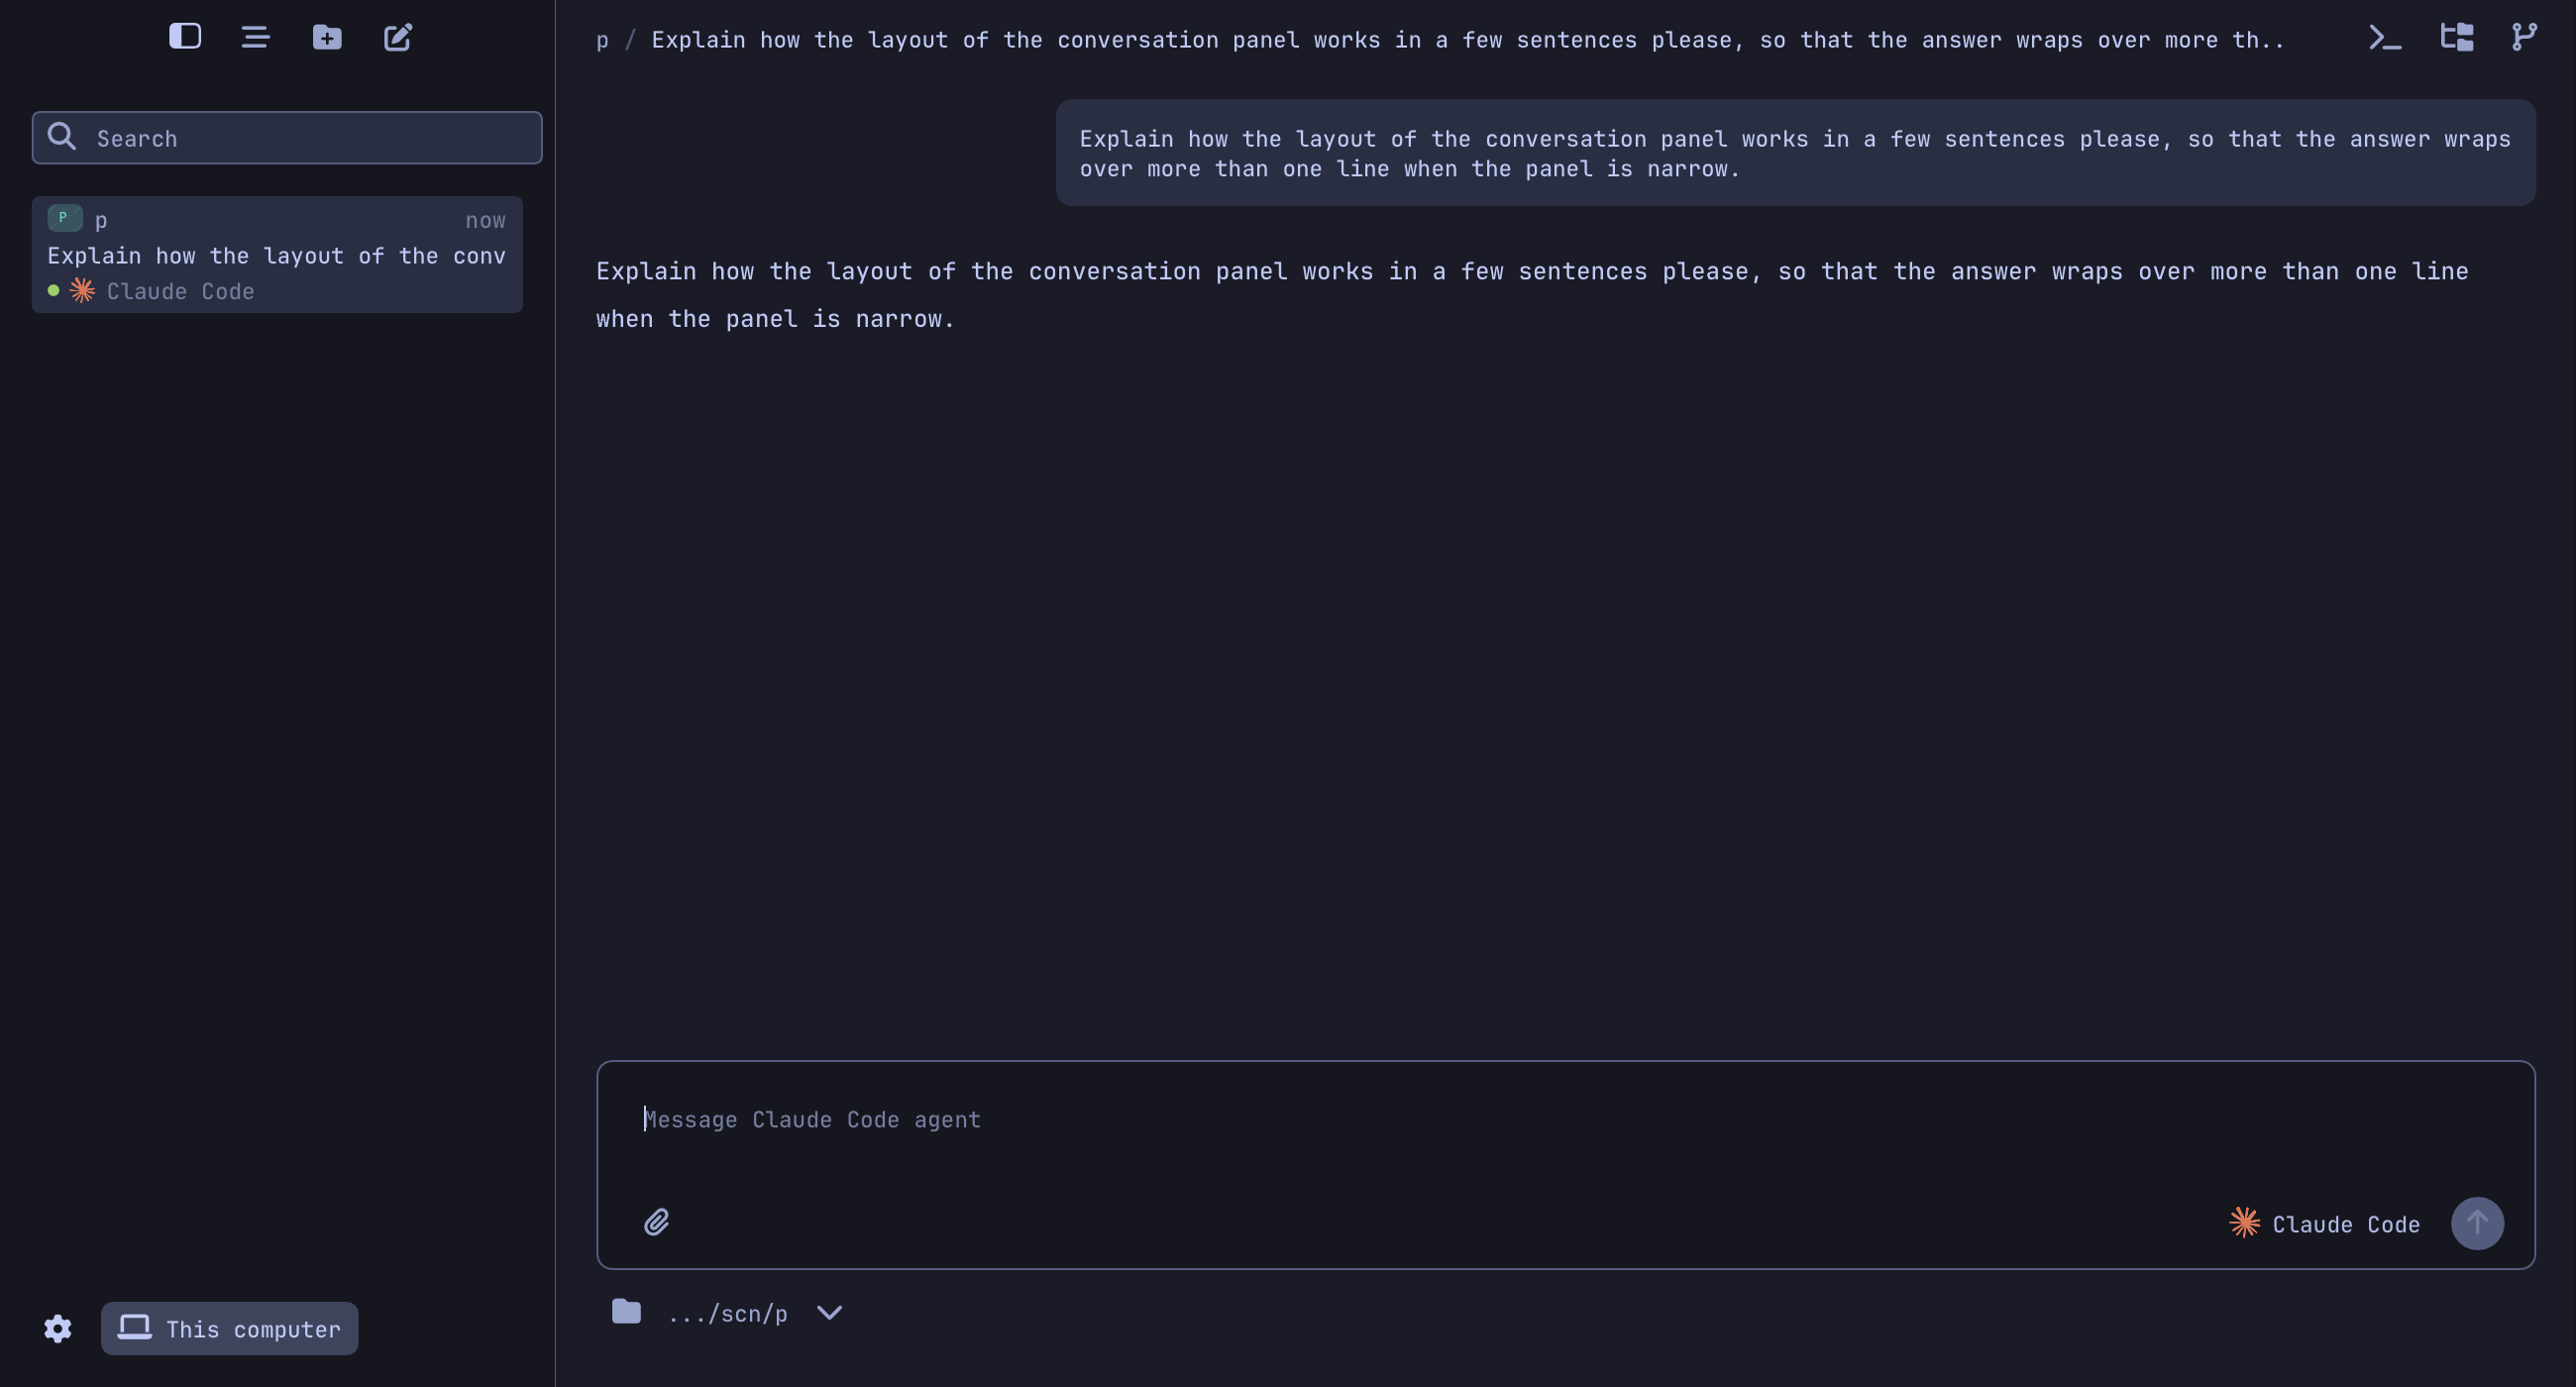 Search
P p now
Explain how the layout of the conv
Claude Code
This computer
p / Explain how the layout of the conversation panel works in a few sentences please, so that the answer wraps over more th..
Explain how the layout of the conversation panel works in a few sentences please, so that the answer wraps
over more than one line when the panel is narrow.
Explain how the layout of the conversation panel works in a few sentences please, so that the answer wraps over more than one line
when the panel is narrow.
Message Claude Code agent
Claude Code
.../scn/p